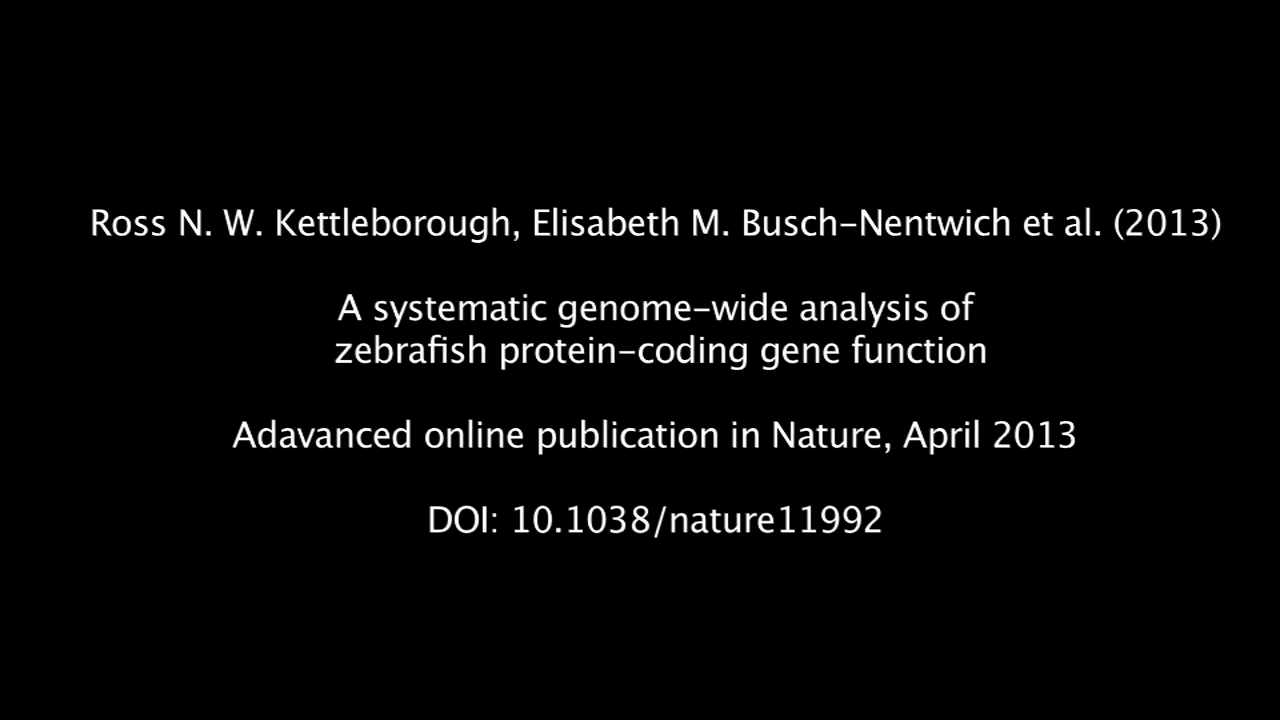 Ross N. W. Kettleborough, Elisabeth M. Busch-Nentwich et al. (2013)
A systematic genome-wide analysis of
zebrafish protein-coding gene function
Adavanced online publication in Nature, April 2013
DOI: 10.1038/nature11992